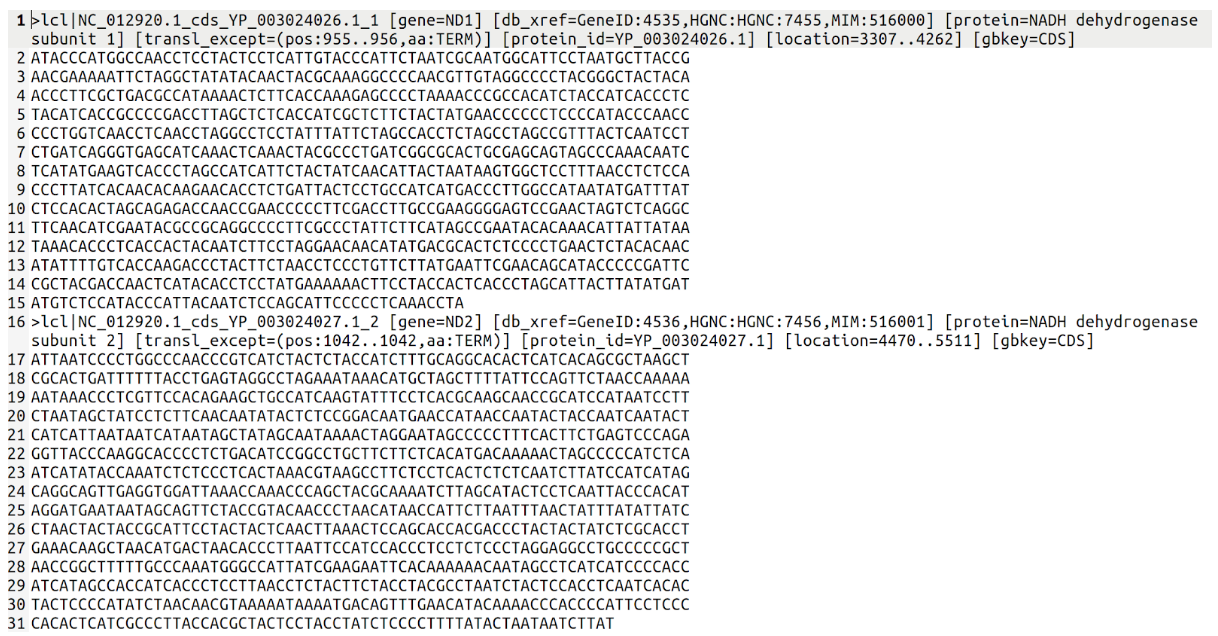 1 >lcl|NC_012920.1_cds_YP_003024026.1_1 [gene=ND1] [db_xref=GeneID:4535,HGNC:HGNC:7455,MIM:516000] [protein=NADH dehydrogenase
subunit 1] [transl_except=(pos:955..956,aa:TERM)] [protein_id=YP_003024026.1] [location=3307..4262] [gbkey=CDS]
2 ATACCCATGGCCAACCTCCTACTCCTCATTGTACCCATTCTAATCGCAATGGCATTCCTAATGCTTACCG
3 AACGAAAAATTCTAGGCTATATACAACTACGCAAAGGCCCCAACGTTGTAGGCCCCTACGGGCTACTACA
4 ACCCTTCGCTGACGCCATAAAACTCTTCACCAAAGAGCCCCTAAAACCCGCCACATCTACCATCACCCTC
5 TACATCACCGCCCCGACCTTAGCTCTCACCATCGCTCTTCTACTATGAACCCCCCTCCCCATACCCAACC
6 CCCTGGTCAACCTCAACCTAGGCCTCCTATTTATTCTAGCCACCTCTAGCCTAGCCGTTTACTCAATCCT
7 CTGATCAGGGTGAGCATCAAACTCAAACTACGCCCTGATCGGCGCACTGCGAGCAGTAGCCCAAACAATC
8 TCATATGAAGTCACCCTAGCCATCATTCTACTATCAACATTACTAATAAGTGGCTCCTTTAACCTCTCCA
9 CCCTTATCACAACACAAGAACACCTCTGATTACTCCTGCCATCATGACCCTTGGCCATAATATGATTTAT
10 CTCCACACTAGCAGAGACCAACCGAACCCCCTTCGACCTTGCCGAAGGGGAGTCCGAACTAGTCTCAGGC
11 TTCAACATCGAATACGCCGCAGGCCCCTTCGCCCTATTCTTCATAGCCGAATACACAAACATTATTATAA
12 TAAACACCCTCACCACTACAATCTTCCTAGGAACAACATATGACGCACTCTCCCCTGAACTCTACACAAC
13 ATATTTTGTCACCAAGACCCTACTTCTAACCTCCCTGTTCTTATGAATTCGAACAGCATACCCCCGATTC
14 CGCTACGACCAACTCATACACCTCCTATGAAAAAACTTCCTACCACTCACCCTAGCATTACTTATATGAT
15 ATGTCTCCATACCCATTACAATCTCCAGCATTCCCCCTCAAACCTA
16 >lcl|NC_012920.1_cds_YP_003024027.1_2 [gene=ND2] [db_xref=GeneID:4536,HGNC:HGNC:7456,MIM:516001] [protein=NADH dehydrogenase
subunit 2] [transl_except=(pos:1042..1042,aa:TERM)] [protein_id=YP_003024027.1] [location=4470..5511] [gbkey=CDS]
17 ATTAATCCCCTGGCCCAACCCGTCATCTACTCTACCATCTTTGCAGGCACACTCATCACAGCGCTAAGCT
18 CGCACTGATTTTTTACCTGAGTAGGCCTAGAAATAAACATGCTAGCTTTTATTCCAGTTCTAACCAAAAA
19 AATAAACCCTCGTTCCACAGAAGCTGCCATCAAGTATTTCCTCACGCAAGCAACCGCATCCATAATCCTT
20 CTAATAGCTATCCTCTTCAACAATATACTCTCCGGACAATGAACCATAACCAATACTACCAATCAATACT
21 CATCATTAATAATCATAATAGCTATAGCAATAAAACTAGGAATAGCCCCCTTTCACTTCTGAGTCCCAGA
22 GGTTACCCAAGGCACCCCTCTGACATCCGGCCTGCTTCTTCTCACATGACAAAAACTAGCCCCCATCTCA
23 ATCATATACCAAATCTCTCCCTCACTAAACGTAAGCCTTCTCCTCACTCTCTCAATCTTATCCATCATAG
24 CAGGCAGTTGAGGTGGATTAAACCAAACCCAGCTACGCAAAATCTTAGCATACTCCTCAATTACCCACAT
25 AGGATGAATAATAGCAGTTCTACCGTACAACCCTAACATAACCATTCTTAATTTAACTATTTATATTATC
26 CTAACTACTACCGCATTCCTACTACTCAACTTAAACTCCAGCACCACGACCCTACTACTATCTCGCACCT
27 GAAACAAGCTAACATGACTAACACCCTTAATTCCATCCACCCTCCTCTCCCTAGGAGGCCTGCCCCCGCT
28 AACCGGCTTTTTGCCCAAATGGGCCATTATCGAAGAATTCACAAAAAACAATAGCCTCATCATCCCCACC
29 ATCATAGCCACCATCACCCTCCTTAACCTCTACTTCTACCTACGCCTAATCTACTCCACCTCAATCACAC
30 TACTCCCCATATCTAACAACGTAAAAATAAAATGACAGTTTGAACATACAAAACCCACCCCATTCCTCCC
31 CACACTCATCGCCCTTACCACGCTACTCCTACCTATCTCCCCTTTTATACTAATAATCTTAT